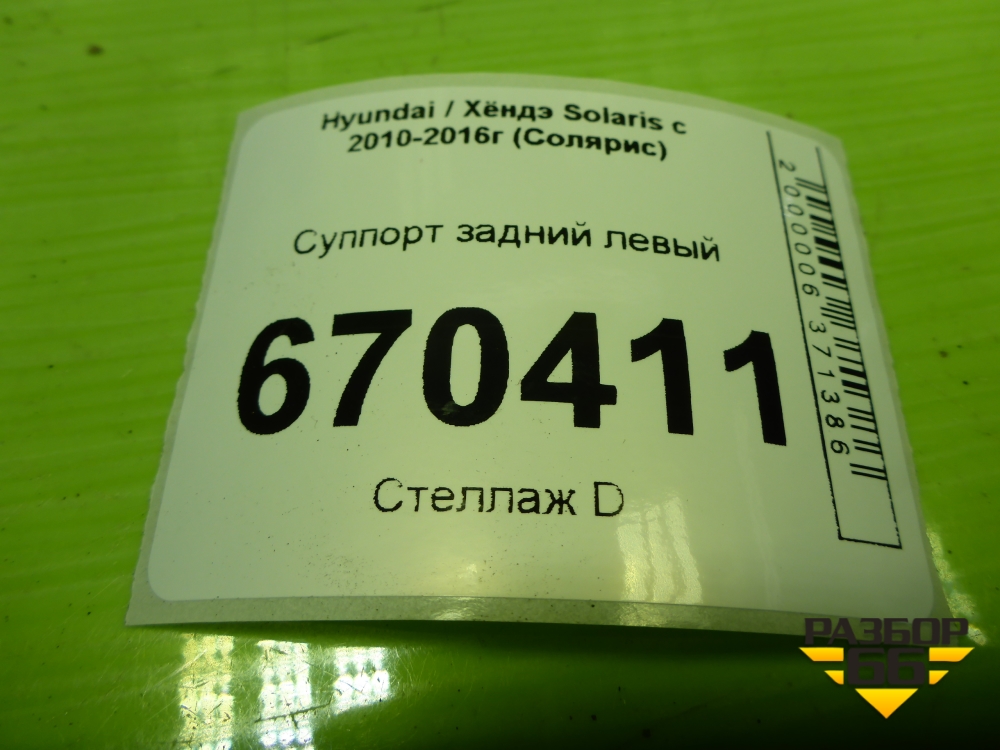 Hyundai / Хёндэ Solaris с
2010-2016г (Солярис)
Суппорт задний левый
670411
Стеллаж D
2000006371386
РАЗБОР
66